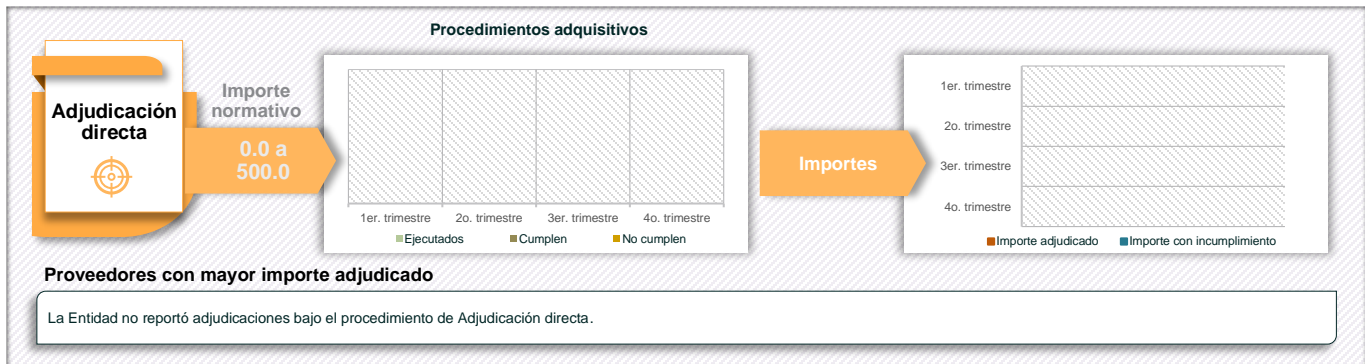 Procedimientos adquisitivos
Adjudicación
directa
Importe
normativo
0.0 a
500.0
1er. trimestre
2o. trimestre
3er. trimestre
4o. trimestre
Ejecutados
Cumplen
No cumplen
Importes
1er. trimestre
2o. trimestre
3er. trimestre
4o. trimestre
Importe adjudicado
Importe con incumplimiento
Proveedores con mayor importe adjudicado
La Entidad no reportó adjudicaciones bajo el procedimiento de Adjudicación directa.